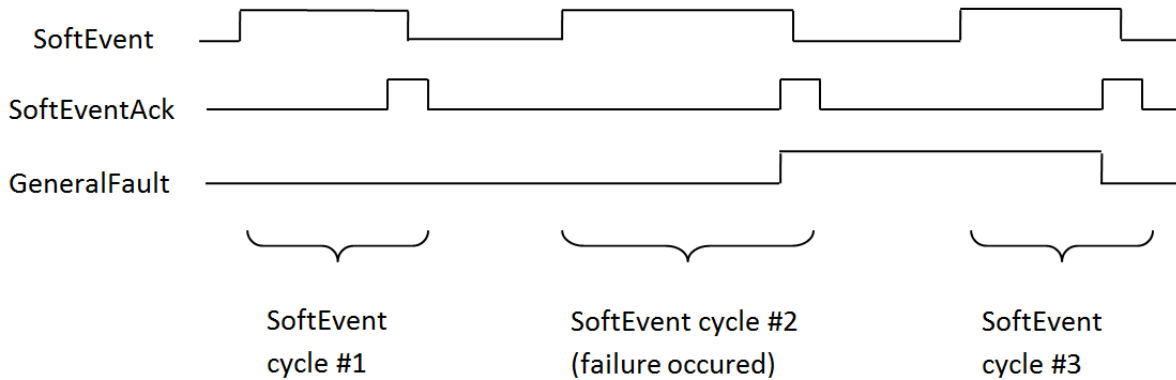 SoftEvent
SoftEventAck
GeneralFault
SoftEvent
cycle #1
SoftEvent cycle #2
(failure occured)
SoftEvent
cycle #3